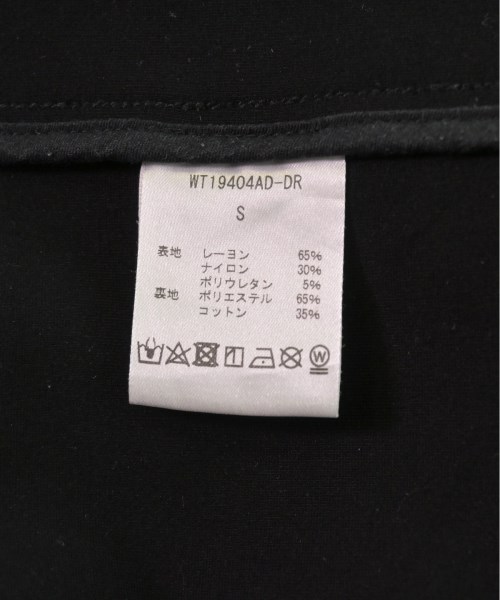 WT19404AD-DR
S
表地 レーヨン 65%
ナイロン 30%
ポリウレタン 5%
裏地 ポリエステル 65%
コットン 35%
W